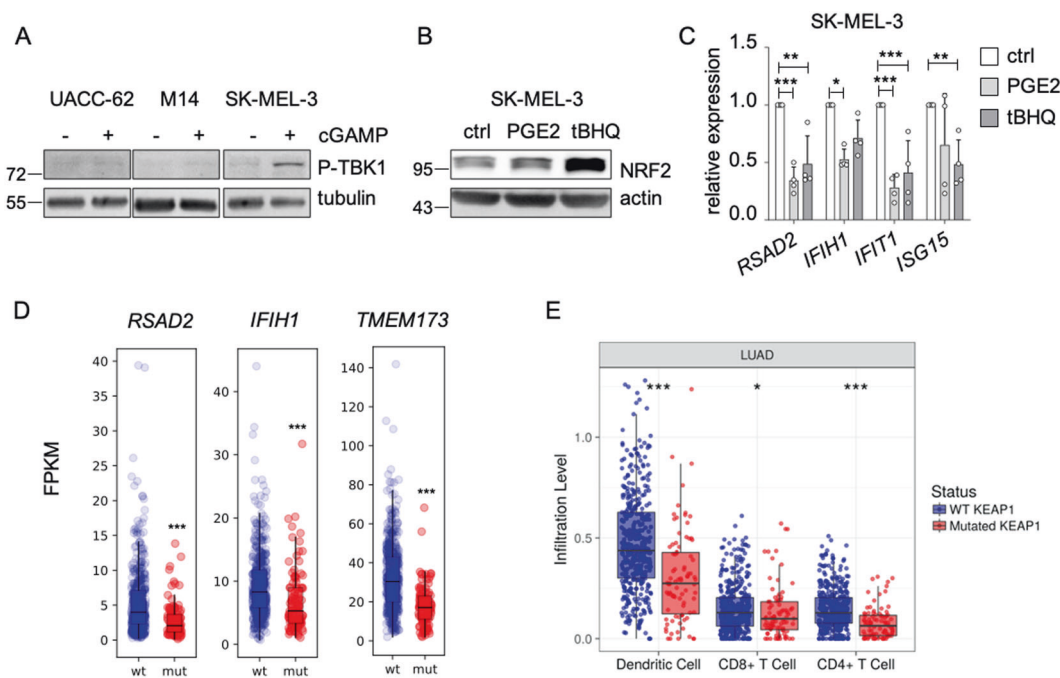 A
UACC-62 M14 SK-MEL-3
- + - + - + cGAMP
72
P-TBK1
55
tubulin
B
SK-MEL-3
ctrl PGE2 tBHQ
95
NRF2
43
actin
C
SK-MEL-3
relative expression
1.5
1.0
0.5
0.0
** *** * *** *** **
RSAD2 IFIH1 IFIT1 ISG15
ctrl
PGE2
tBHQ
D
FPKM
RSAD2 IFIH1 TMEM173
40
35
30
25
20
15
10
5
0
***
wt mut
40
30
20
10
0
***
wt mut
140
120
100
80
60
40
20
0
***
wt mut
E
LUAD
*** * ***
Infiltration Level
1.0
0.5
0.0
Dendritic Cell CD8+ T Cell CD4+ T Cell
Status
WT KEAP1
Mutated KEAP1